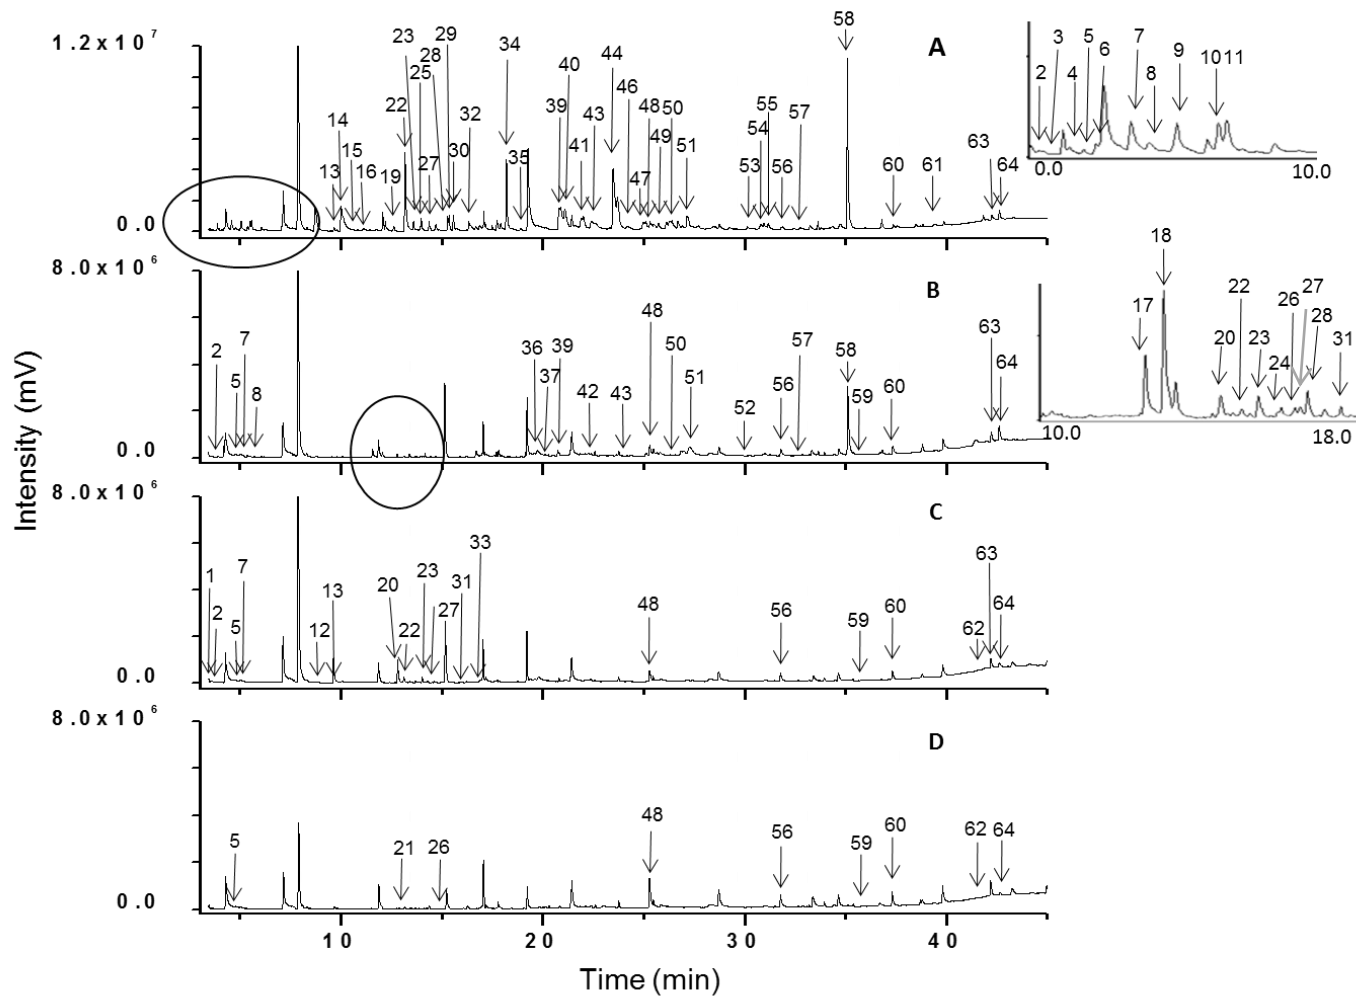 1.2x10⁷
0.0
A
13 14 15 16 19 22 23 25 27 28 29 30 32 34 35 39 40 41 43 44 46 47 48 49 50 51 53 54 55 56 57 58 60 61 63 64
2 3 4 5 6 7 8 9 10 11
0.0 10.0
8.0x10⁶
0.0
B
2 5 7 8 36 37 39 42 43 48 50 51 52 56 57 58 59 60 63 64
17 18 20 22 23 24 26 27 28 31
10.0 18.0
8.0x10⁶
0.0
C
1 2 5 7 12 13 20 22 23 27 31 33 48 56 59 60 62 63 64
8.0x10⁶
0.0
D
5 21 26 48 56 59 60 62 64
10 20 30 40
Time (min)
Intensity (mV)